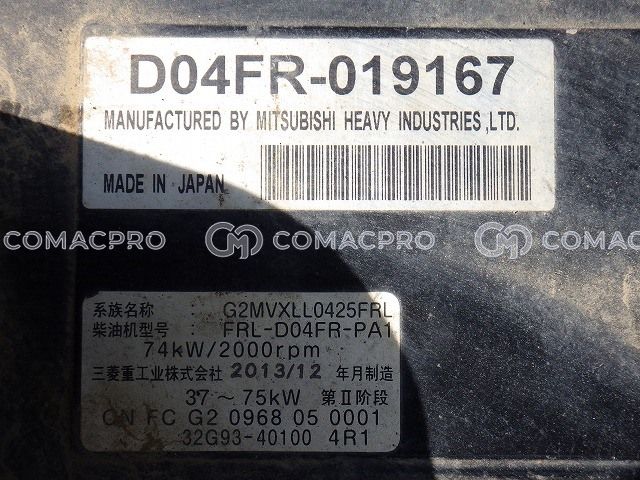 D04FR-019167
MANUFACTURED BY MITSUBISHI HEAVY INDUSTRIES ,LTD.
MADE IN JAPAN
COMACPRO COMACPRO COMACPRO
系族名称 : G2MVXLL0425FRL
柴油机型号 : FRL-D04FR-PA1
74kW/2000rpm
三菱重工业株式会社 2013/12 年月制造
37～75kW 第Ⅱ阶段
CN FC G2 0968 05 0001
32G93-40100 4R1